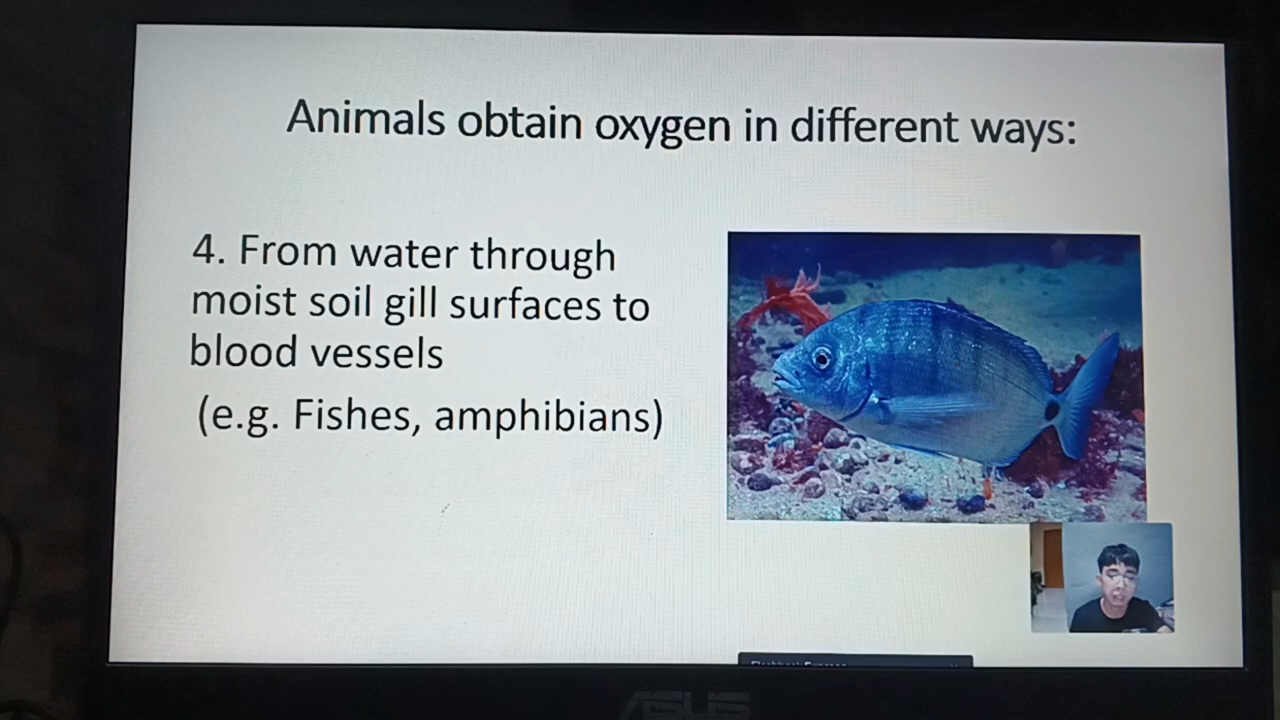 Animals obtain oxygen in different ways:
4. From water through
moist soil gill surfaces to
blood vessels
(e.g. Fishes, amphibians)
ASUS